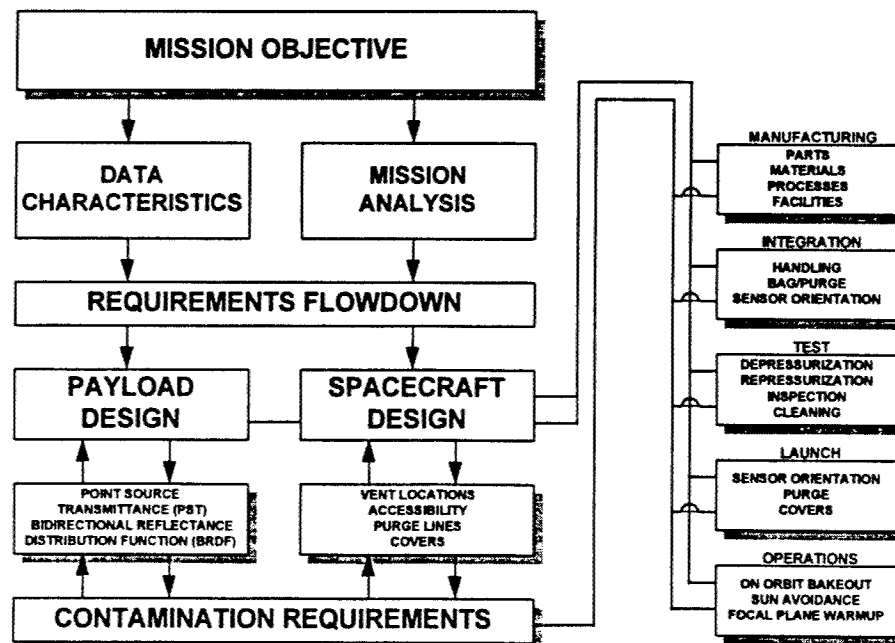 MISSION OBJECTIVE
DATA
CHARACTERISTICS
MISSION
ANALYSIS
REQUIREMENTS FLOWDOWN
PAYLOAD
DESIGN
SPACECRAFT
DESIGN
POINT SOURCE
TRANSMITTANCE (PST)
BIDIRECTIONAL REFLECTANCE
DISTRIBUTION FUNCTION (BRDF)
VENT LOCATIONS
ACCESSIBILITY
PURGE LINES
COVERS
CONTAMINATION REQUIREMENTS
MANUFACTURING
PARTS
MATERIALS
PROCESSES
FACILITIES
INTEGRATION
HANDLING
BAG/PURGE
SENSOR ORIENTATION
TEST
DEPRESSURIZATION
REPRESSURIZATION
INSPECTION
CLEANING
LAUNCH
SENSOR ORIENTATION
PURGE
COVERS
OPERATIONS
ON ORBIT BAKEOUT
SUN AVOIDANCE
FOCAL PLANE WARMUP